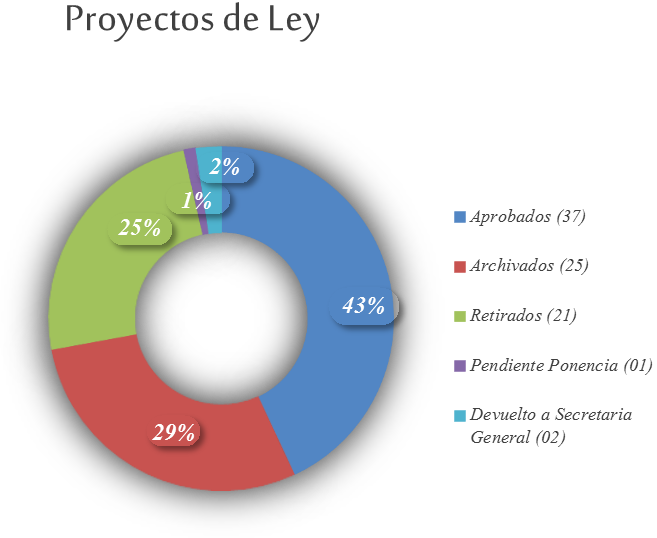 Proyectos de Ley
2%
1%
25%
43%
29%
Aprobados (37)
Archivados (25)
Retirados (21)
Pendiente Ponencia (01)
Devuelto a Secretaria
General (02)